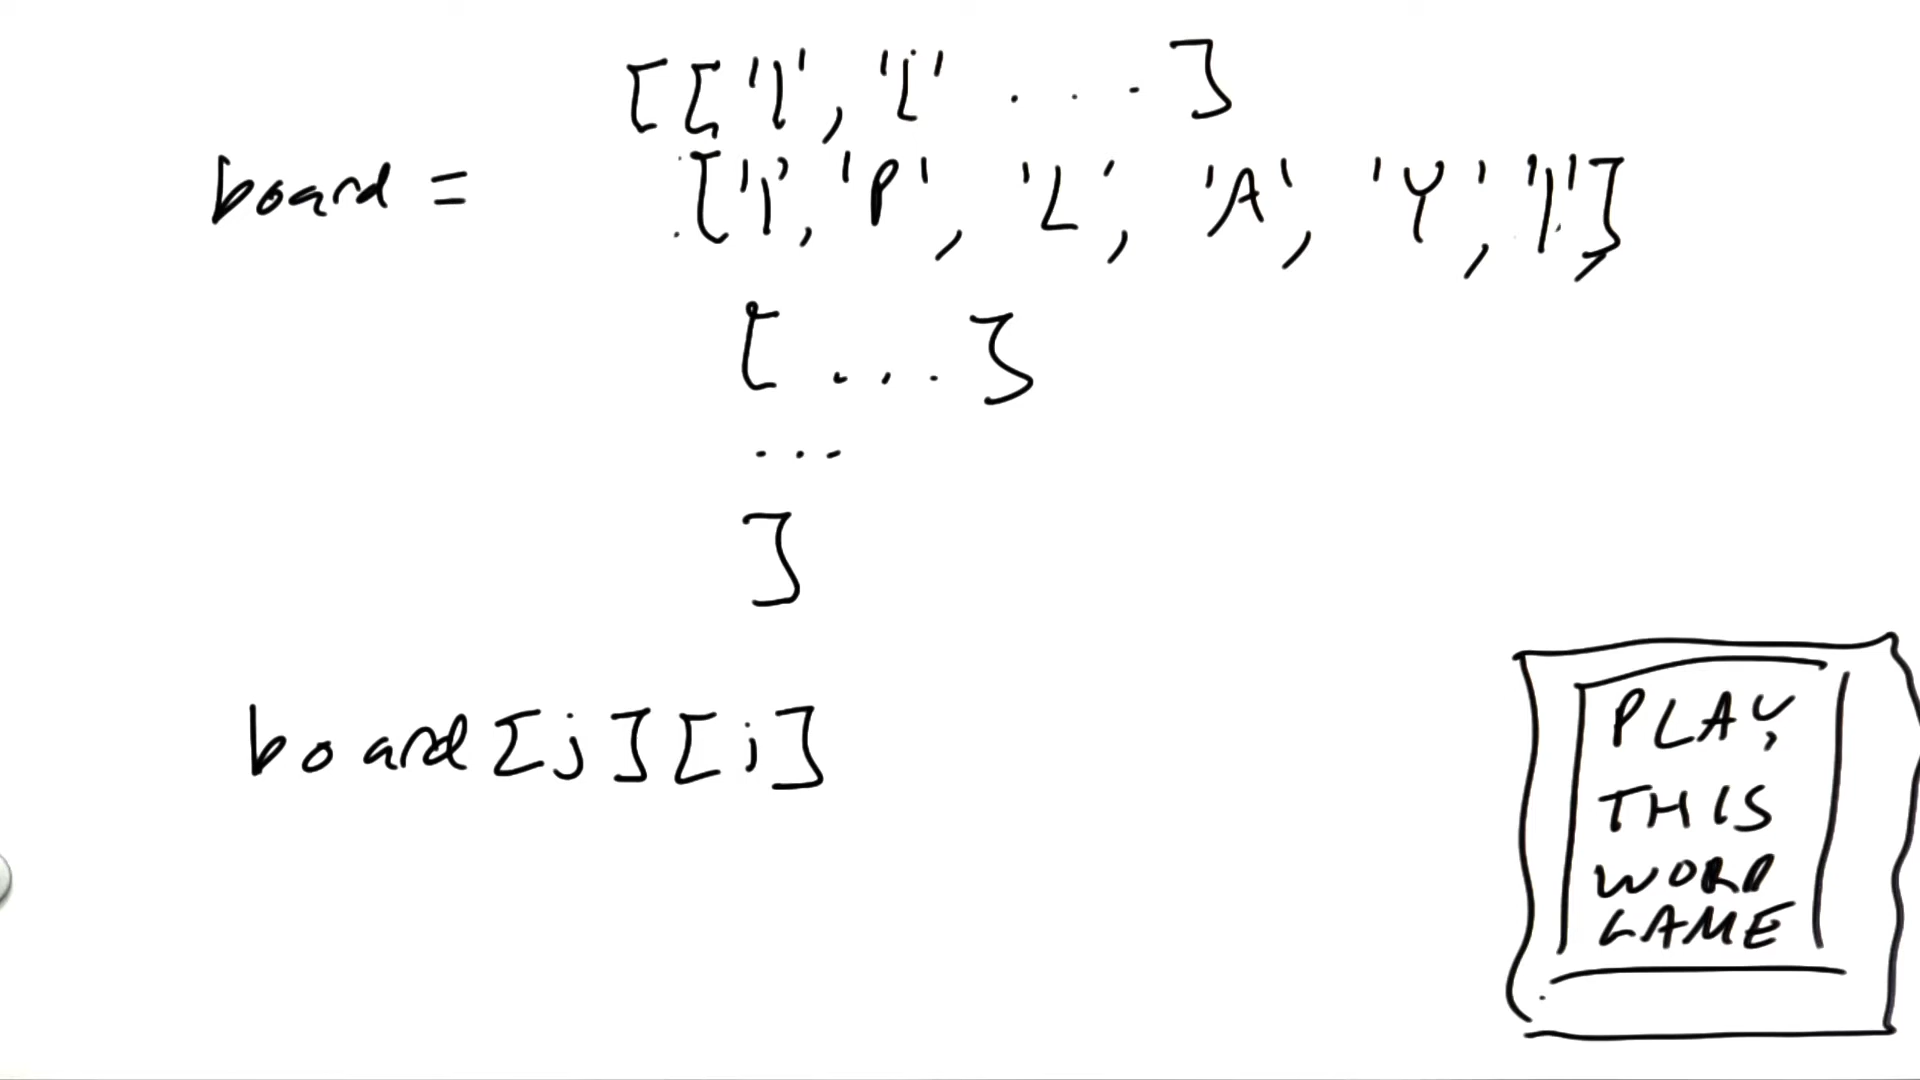 [['|', '|' ...]
board = ['|', 'P', 'L', 'A', 'Y', '|'],
[...]
...
]
board[j][i]
PLAY
THIS
WORD
GAME